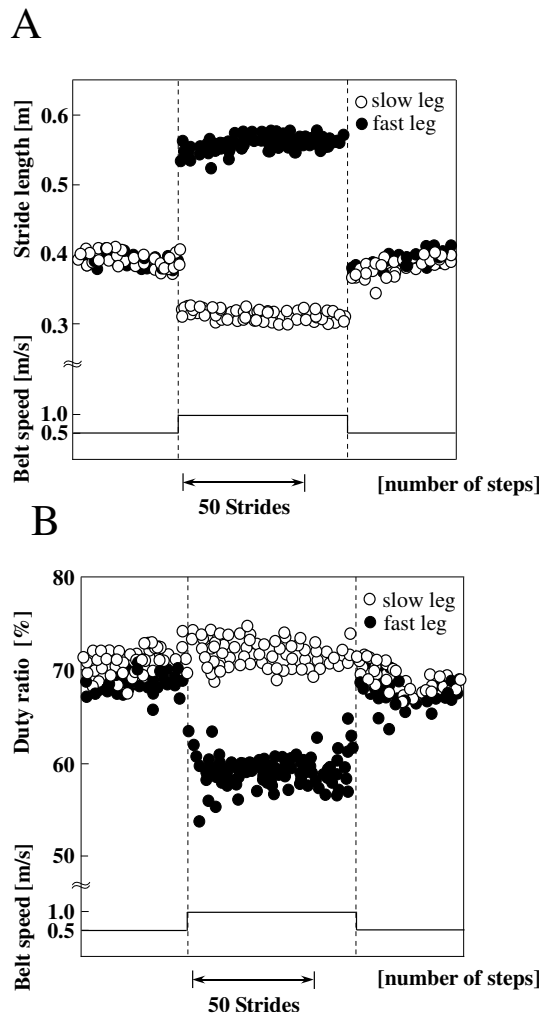 A
○ slow leg
● fast leg
Stride length [m]
0.6
0.5
0.4
0.3
Belt speed [m/s]
1.0
0.5
50 Strides
[number of steps]
B
○ slow leg
● fast leg
Duty ratio [%]
80
70
60
50
Belt speed [m/s]
1.0
0.5
50 Strides
[number of steps]